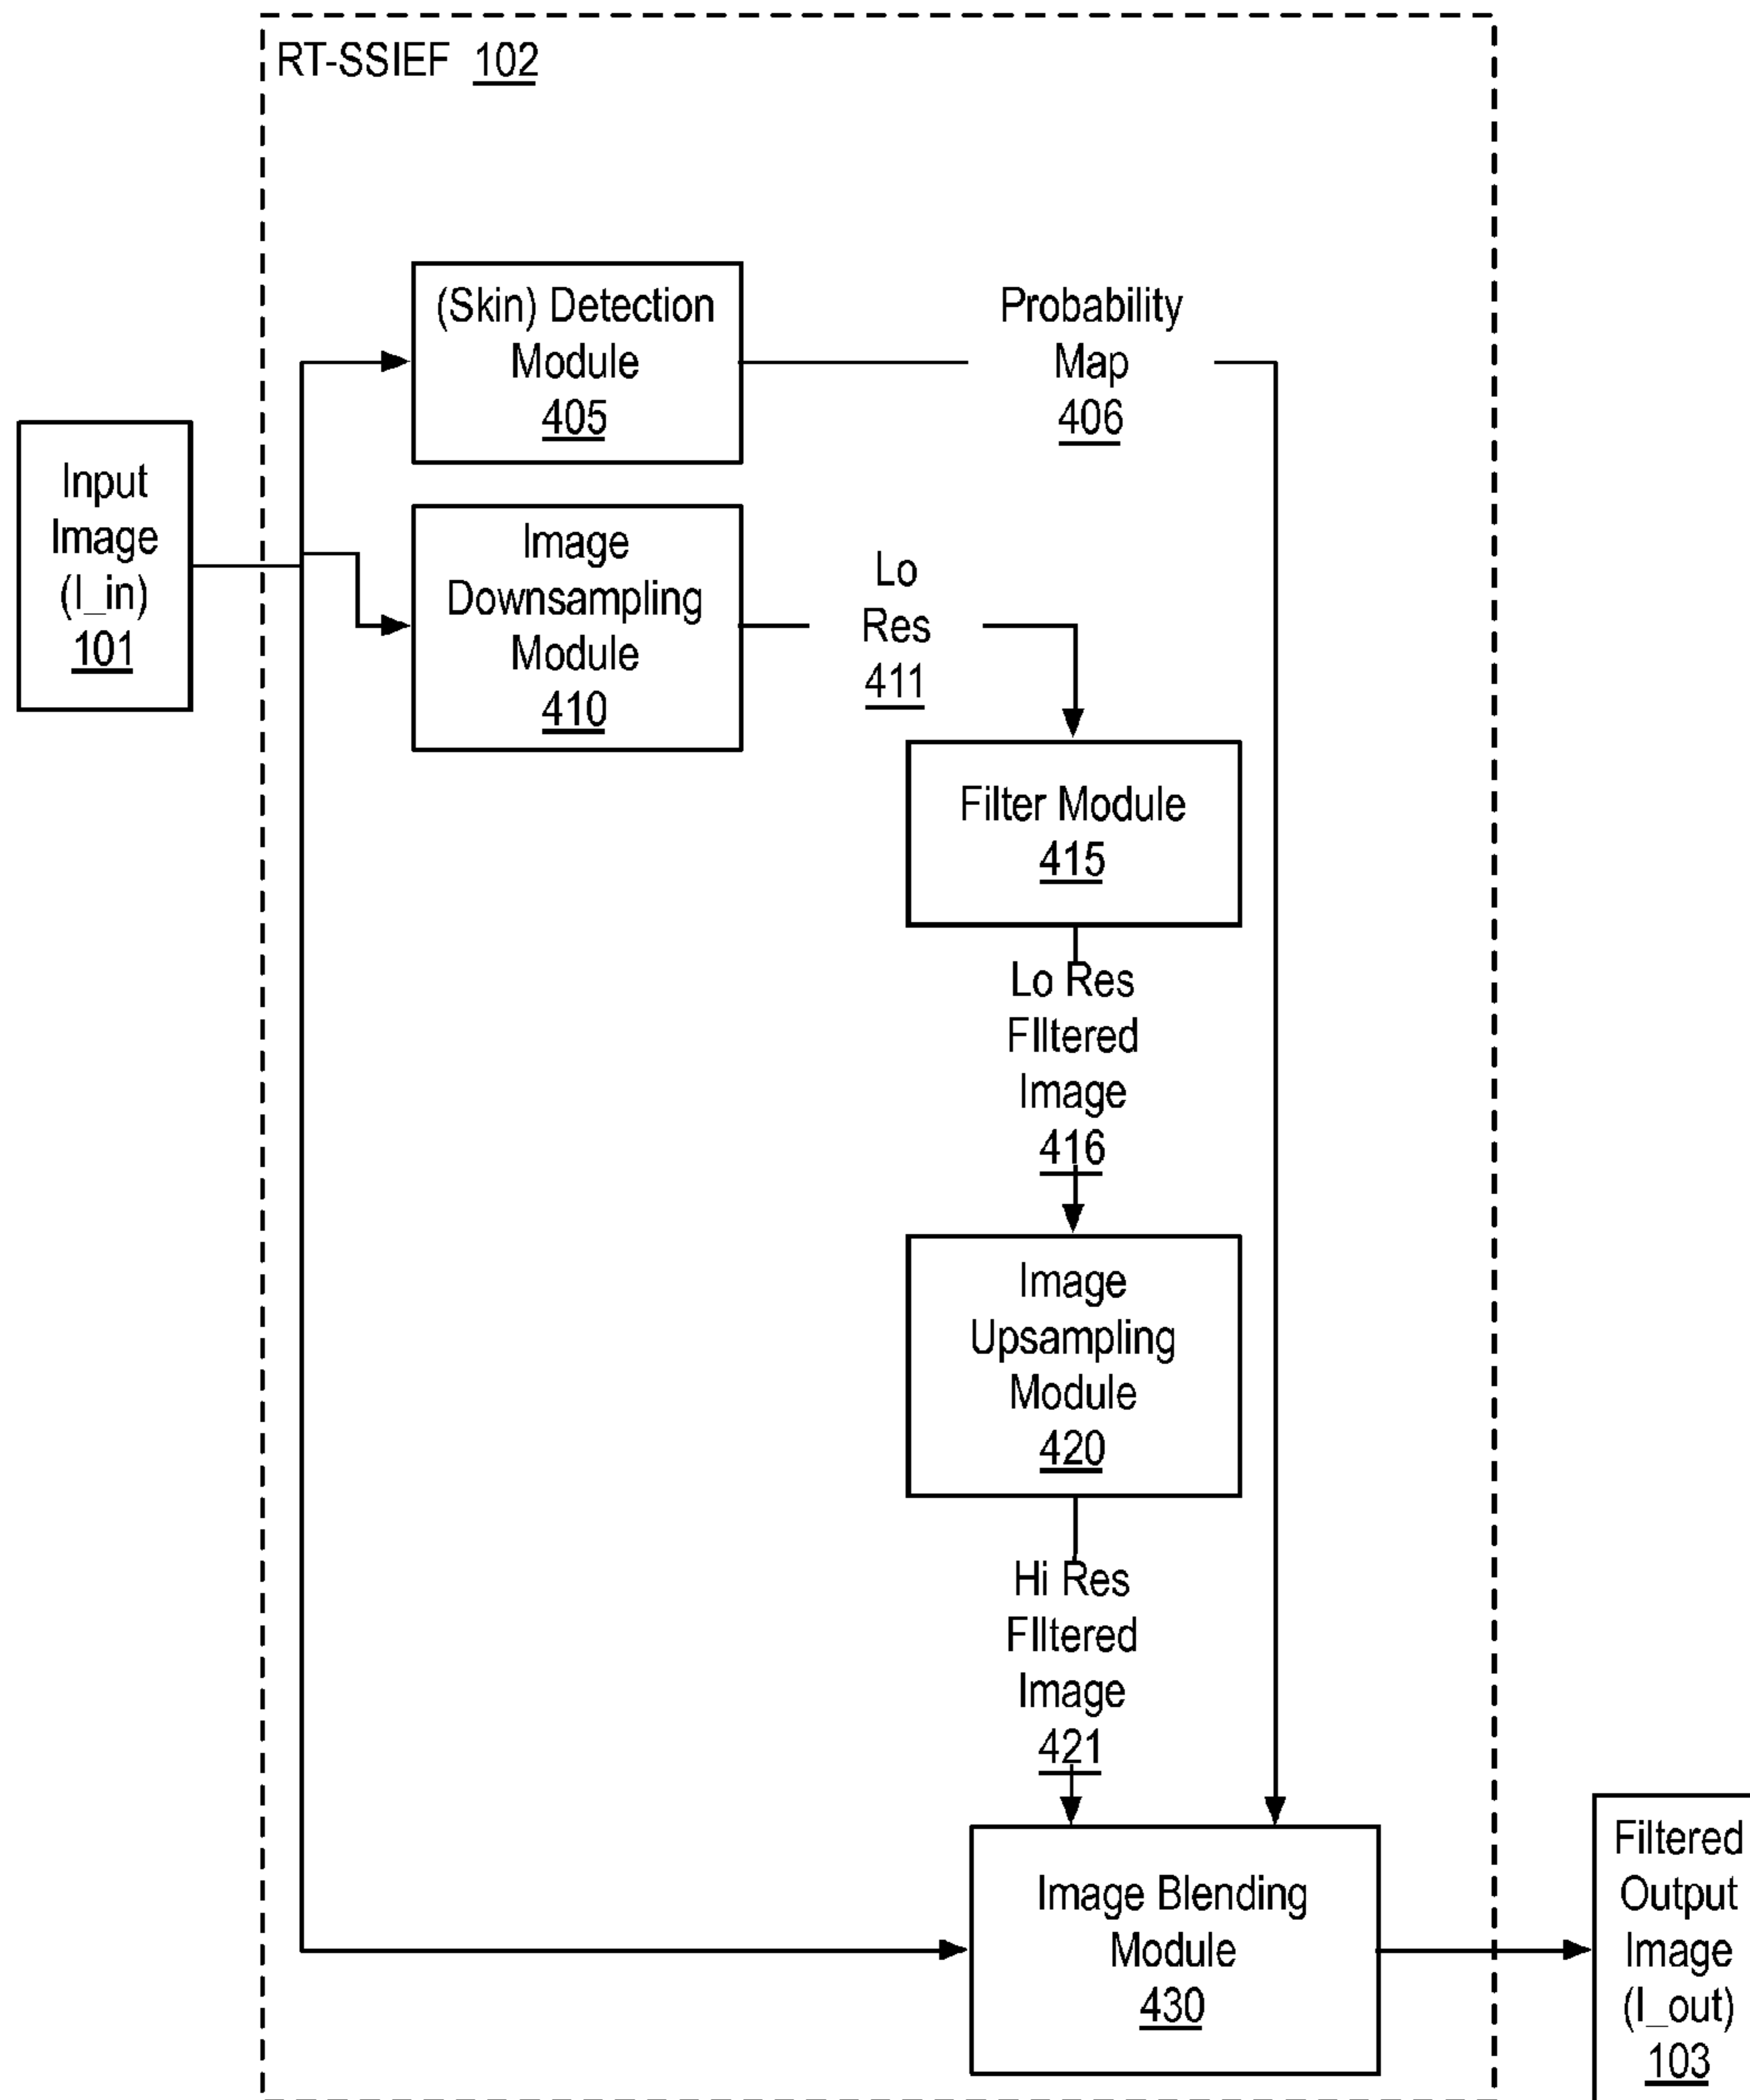 RT-SSIEF 102
(Skin) Detection
Module
405
Probability
Map
406
Input
Image
(I_in)
101
Image
Downsampling
Module
410
Lo
Res
411
Filter Module
415
Lo Res
FIltered
Image
416
Image
Upsampling
Module
420
Hi Res
FIltered
Image
421
Image Blending
Module
430
Filtered
Output
Image
(I_out)
103